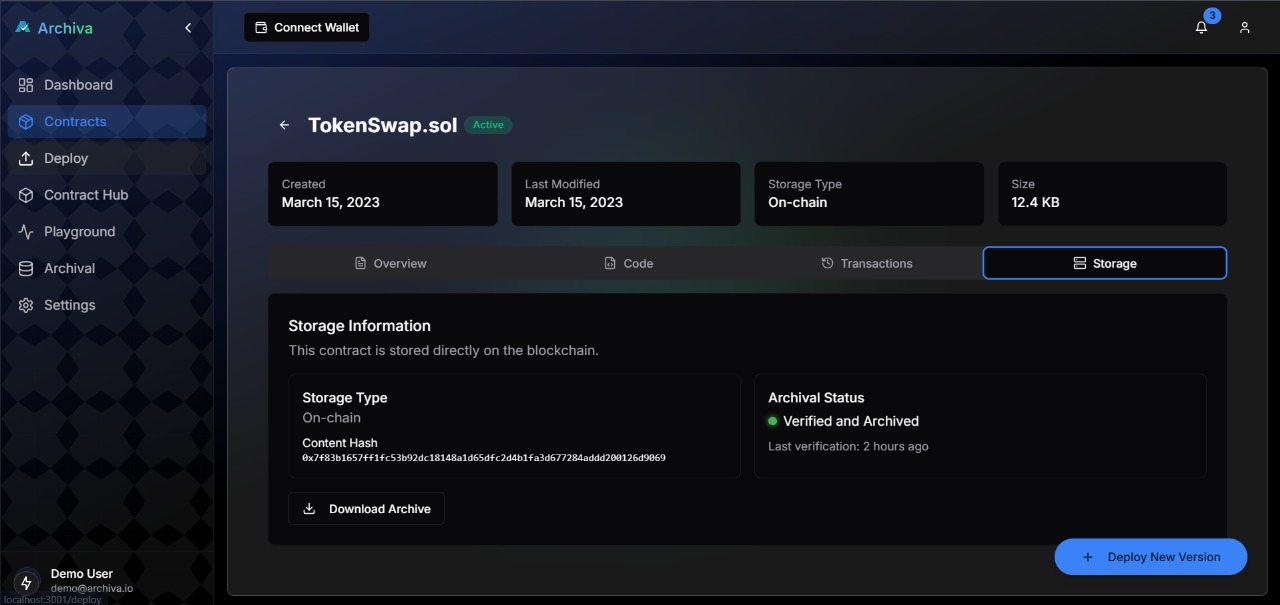 Archiva
Connect Wallet
3
Dashboard
Contracts
Deploy
Contract Hub
Playground
Archival
Settings
TokenSwap.sol
Active
Created
March 15, 2023
Last Modified
March 15, 2023
Storage Type
On-chain
Size
12.4 KB
Overview
Code
Transactions
Storage
Storage Information
This contract is stored directly on the blockchain.
Storage Type
On-chain
Content Hash
0x7f83b1657ff1fc53b92dc18148a1d65dfc2d4b1fa3d677284addd200126d9069
Archival Status
Verified and Archived
Last verification: 2 hours ago
Download Archive
Deploy New Version
Demo User
demo@archiva.io
localhost:3001/deploy